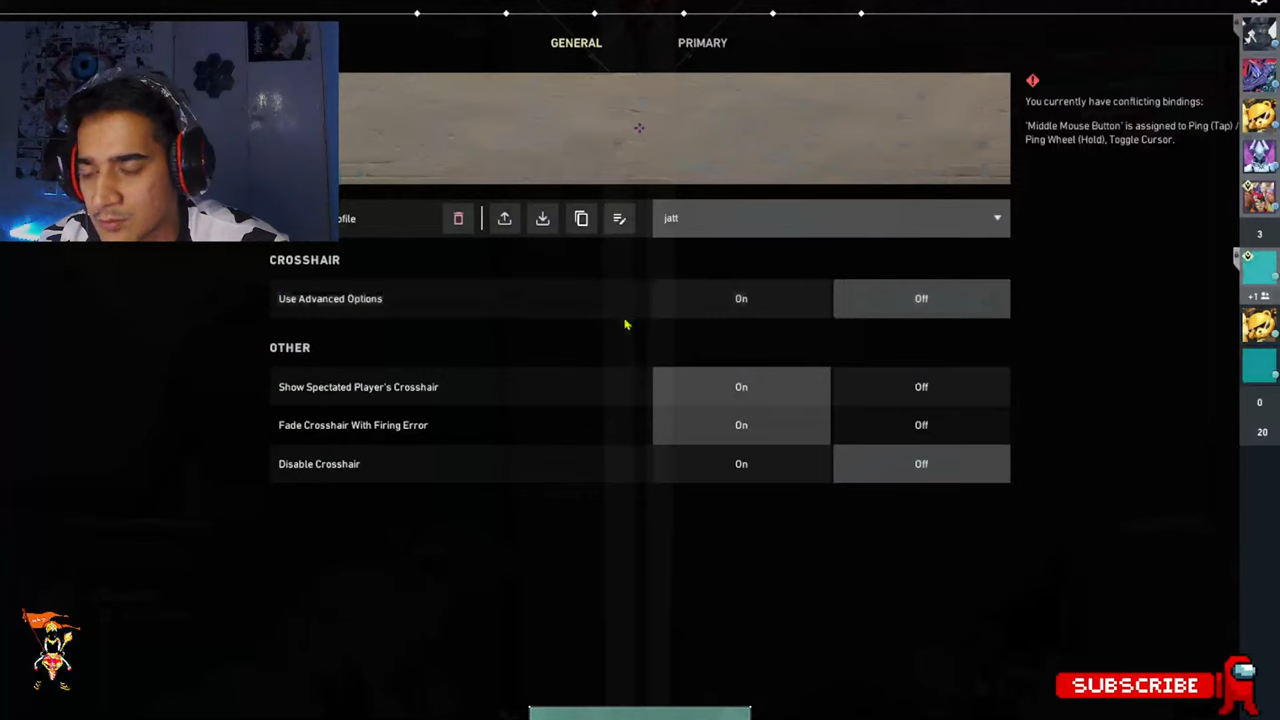 GENERAL
PRIMARY
You currently have conflicting bindings:
'Middle Mouse Button' is assigned to Ping (Tap) /
Ping Wheel (Hold), Toggle Cursor.
ofile
jatt
CROSSHAIR
Use Advanced Options
On
Off
OTHER
Show Spectated Player's Crosshair
On
Off
Fade Crosshair With Firing Error
On
Off
Disable Crosshair
On
Off
3
+1
0
20
SUBSCRIBE